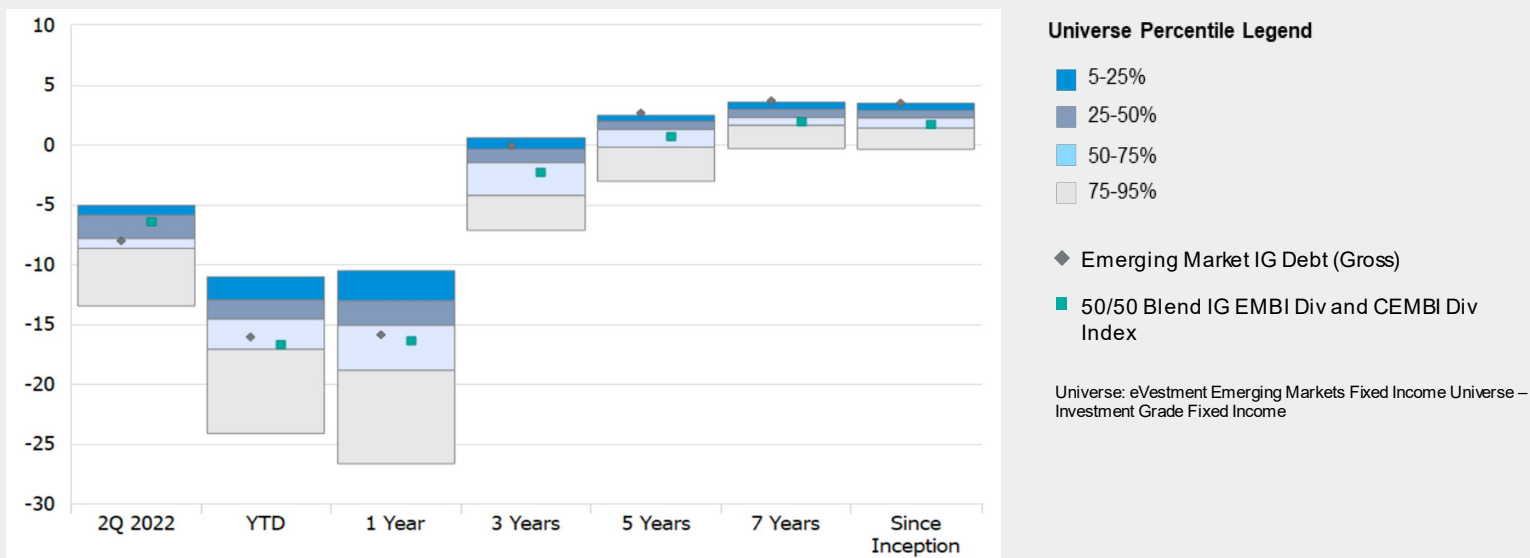 10
5
0
-5
-10
-15
-20
-25
-30
2Q 2022
YTD
1 Year
3 Years
5 Years
7 Years
Since
Inception
Universe Percentile Legend
5-25%
25-50%
50-75%
75-95%
Emerging Market IG Debt (Gross)
50/50 Blend IG EMBI Div and CEMBI Div
Index
Universe: eVestment Emerging Markets Fixed Income Universe –
Investment Grade Fixed Income